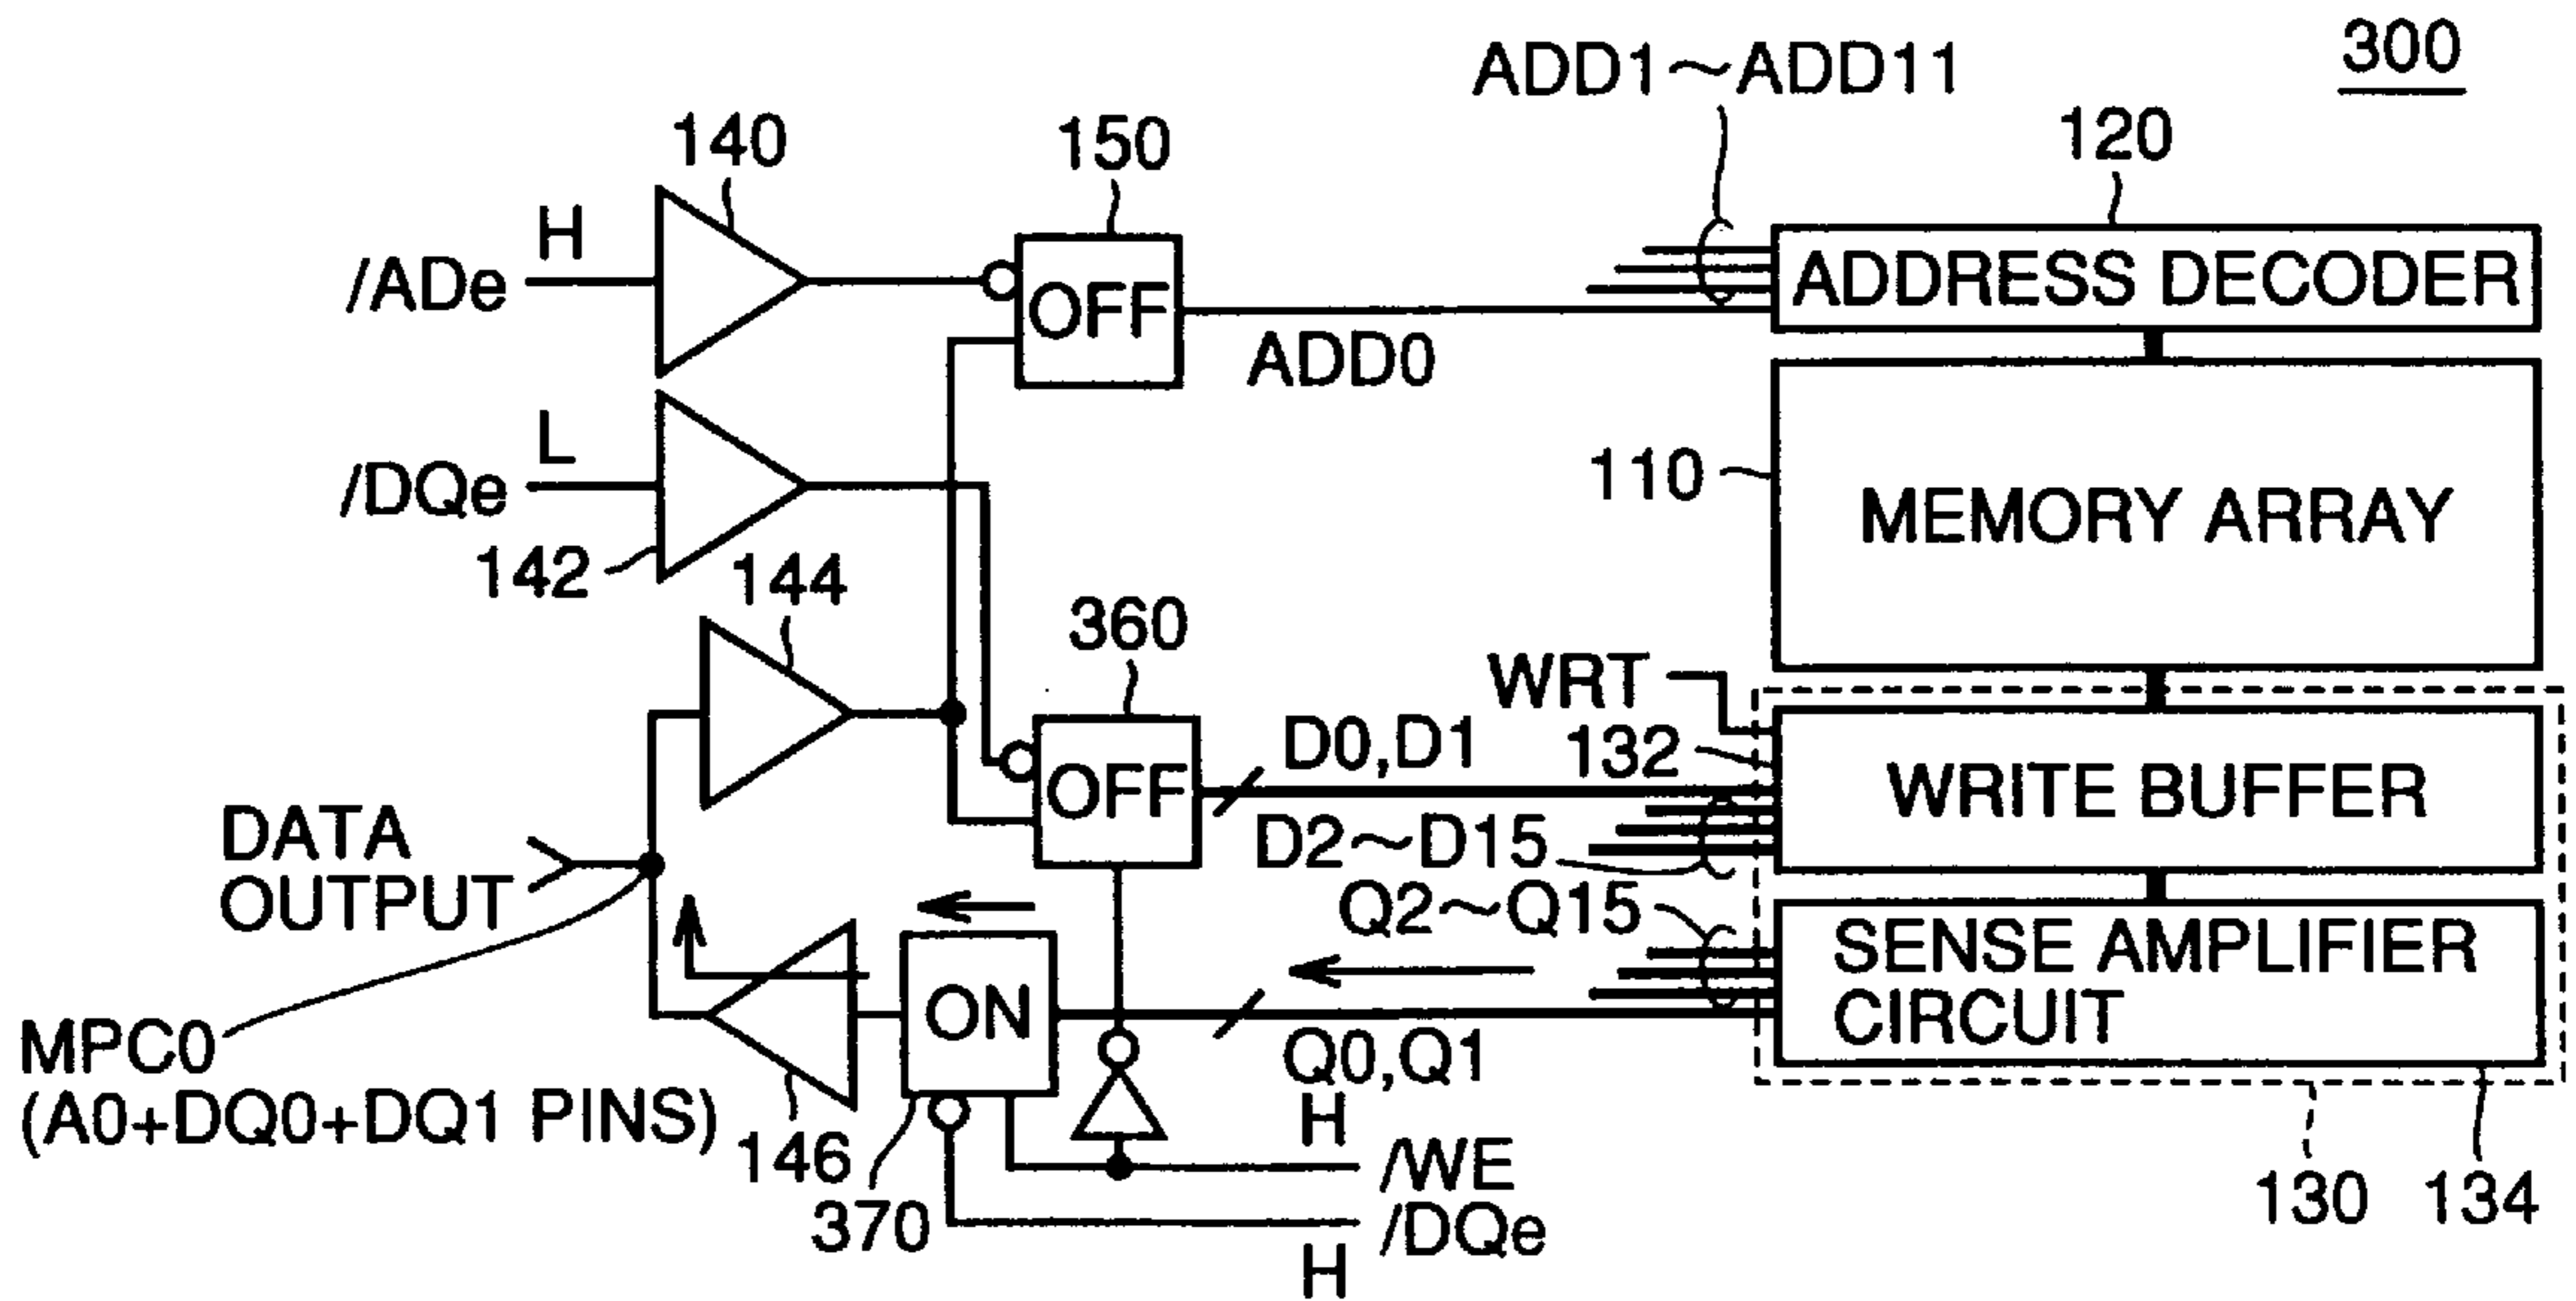 300
ADD1~ADD11
140
150
120
H
/ADe
OFF
ADDRESS DECODER
ADD0
L
/DQe
110
MEMORY ARRAY
142
144
360
WRT
D0,D1
132
OFF
WRITE BUFFER
DATA
OUTPUT
D2~D15
Q2~Q15
SENSE AMPLIFIER
CIRCUIT
ON
MPC0
(A0+DQ0+DQ1 PINS)
Q0,Q1
H
146
/WE
370
/DQe
H
130
134